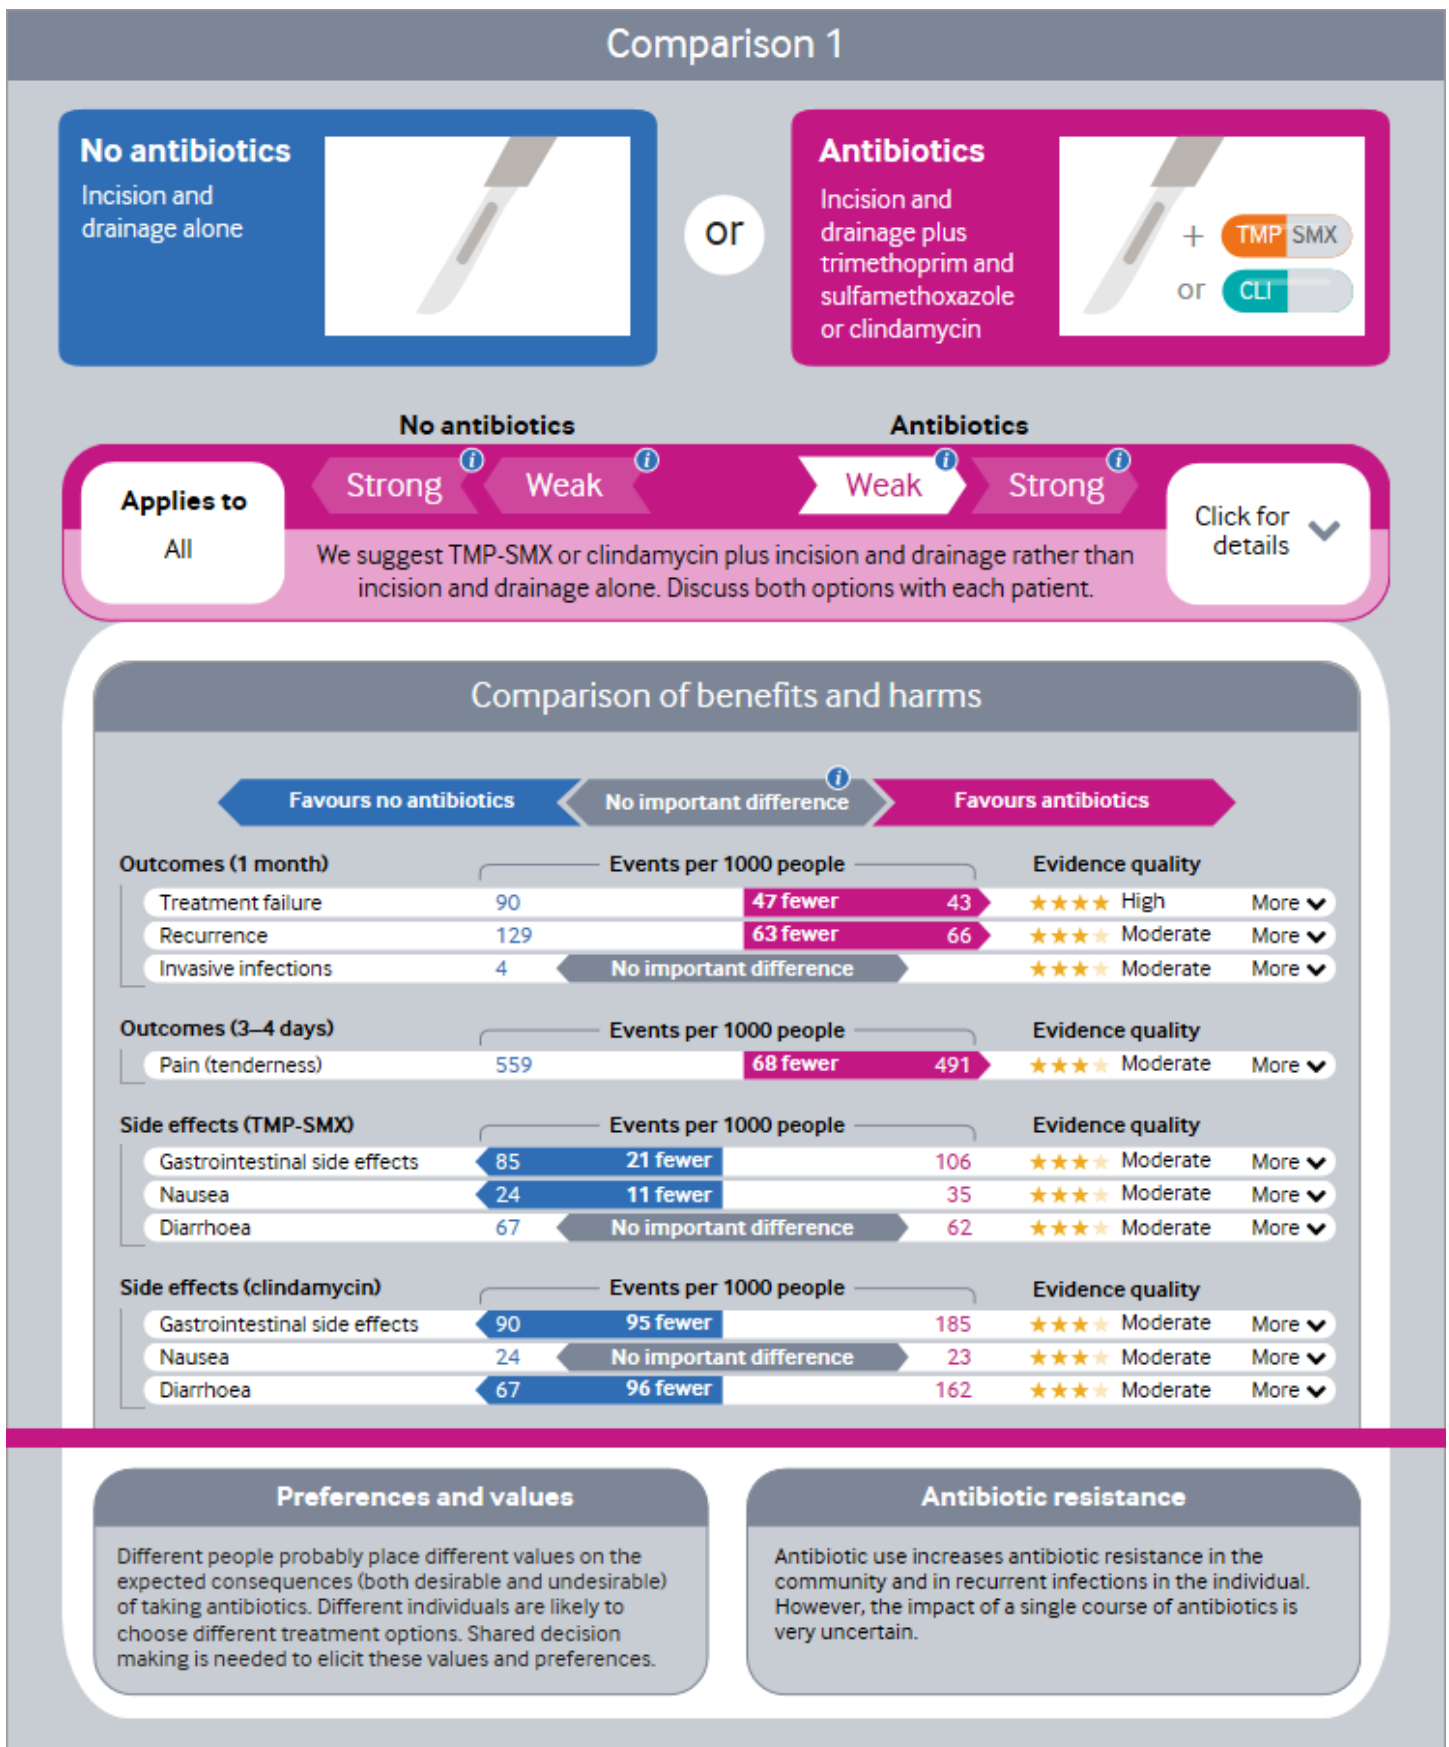 Comparison 1
No antibiotics
Incision and
drainage alone
or
Antibiotics
Incision and
drainage plus
trimethoprim and
sulfamethoxazole
or clindamycin
+ TMP SMX
or CLI
No antibiotics
Antibiotics
Applies to
All
Strong
Weak
Weak
Strong
Click for
details
We suggest TMP-SMX or clindamycin plus incision and drainage rather than
incision and drainage alone. Discuss both options with each patient.
Comparison of benefits and harms
Favours no antibiotics
No important difference
Favours antibiotics
Outcomes (1 month) Events per 1000 people Evidence quality
Treatment failure 90 47 fewer 43 High More
Recurrence 129 63 fewer 66 Moderate More
Invasive infections 4 No important difference Moderate More
Outcomes (3–4 days) Events per 1000 people Evidence quality
Pain (tenderness) 559 68 fewer 491 Moderate More
Side effects (TMP-SMX) Events per 1000 people Evidence quality
Gastrointestinal side effects 85 21 fewer 106 Moderate More
Nausea 24 11 fewer 35 Moderate More
Diarrhoea 67 No important difference 62 Moderate More
Side effects (clindamycin) Events per 1000 people Evidence quality
Gastrointestinal side effects 90 95 fewer 185 Moderate More
Nausea 24 No important difference 23 Moderate More
Diarrhoea 67 96 fewer 162 Moderate More
Preferences and values
Different people probably place different values on the
expected consequences (both desirable and undesirable)
of taking antibiotics. Different individuals are likely to
choose different treatment options. Shared decision
making is needed to elicit these values and preferences.
Antibiotic resistance
Antibiotic use increases antibiotic resistance in the
community and in recurrent infections in the individual.
However, the impact of a single course of antibiotics is
very uncertain.